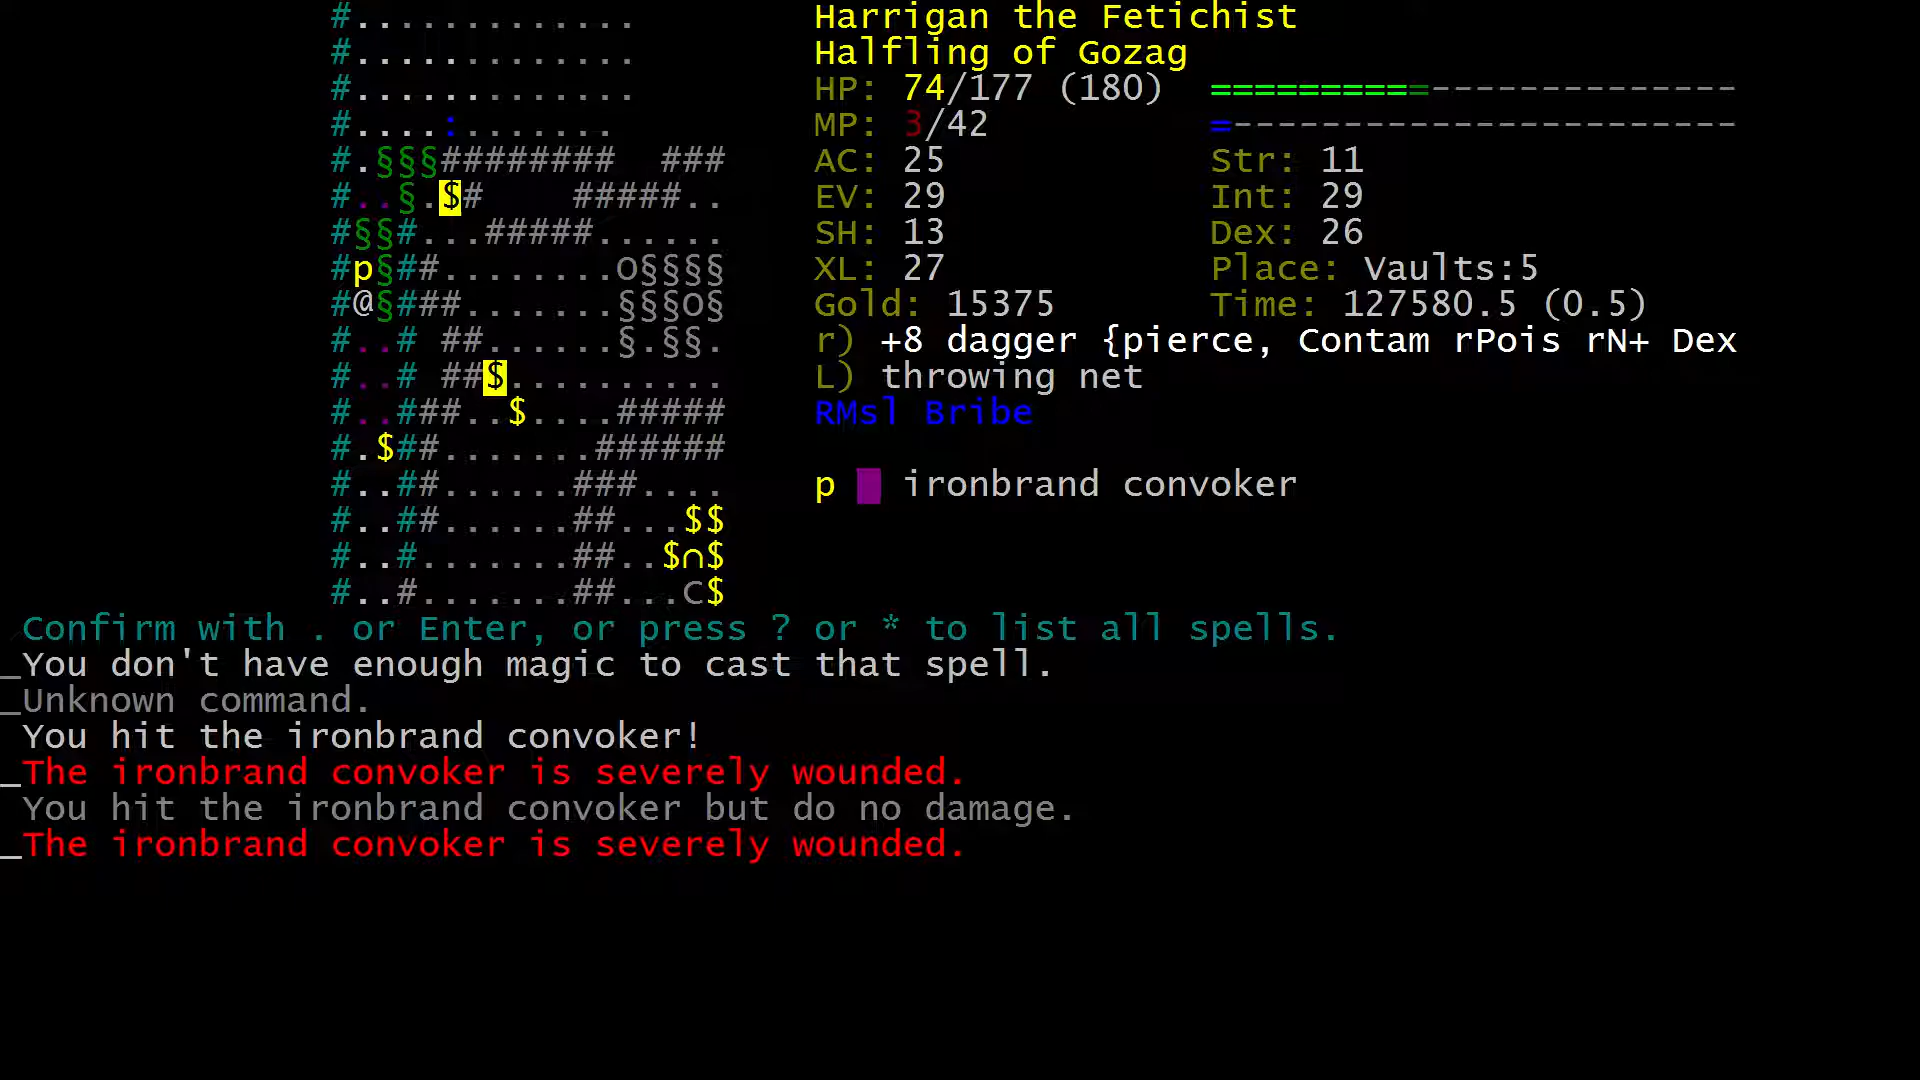 #............. Harrigan the Fetichist
#............. Halfling of Gozag
#............. HP: 74/177 (180) ==========--------------
#....:....... MP: 3/42 =-----------------------
#.§§§######## ### AC: 25 Str: 11
#..§.$# #####.. EV: 29 Int: 29
#§§#...#####...... SH: 13 Dex: 26
#p§##........o§§§§ XL: 27 Place: Vaults:5
#@§###.......§§§o§ Gold: 15375 Time: 127580.5 (0.5)
#..# ##......§.§§. r) +8 dagger {pierce, Contam rPois rN+ Dex
#..# ##$.......... L) throwing net
#..###..$....##### RMsl Bribe
#.$##.......######
#..##......###.... p ironbrand convoker
#..##......##...$$
#..#.......##..$∩$
#..#.......##...c$
Confirm with . or Enter, or press ? or * to list all spells.
_You don't have enough magic to cast that spell.
_Unknown command.
You hit the ironbrand convoker!
_The ironbrand convoker is severely wounded.
You hit the ironbrand convoker but do no damage.
_The ironbrand convoker is severely wounded.